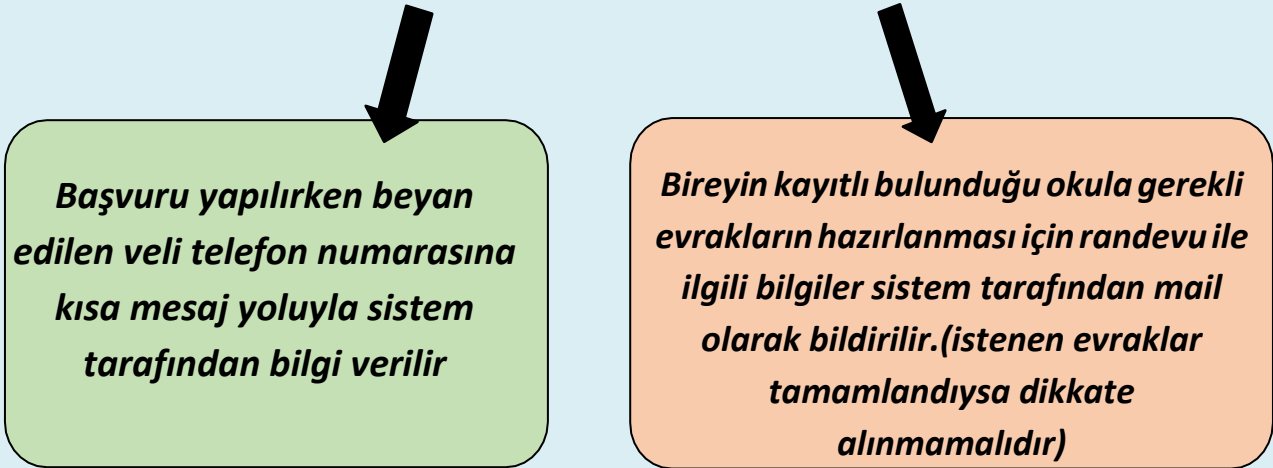 Başvuru yapılırken beyan
edilen veli telefon numarasına
kısa mesaj yoluyla sistem
tarafından bilgi verilir
Bireyin kayıtlı bulunduğu okula gerekli
evrakların hazırlanması için randevu ile
ilgili bilgiler sistem tarafından mail
olarak bildirilir.(istenen evraklar
tamamlandıysa dikkate
alınmamalıdır)